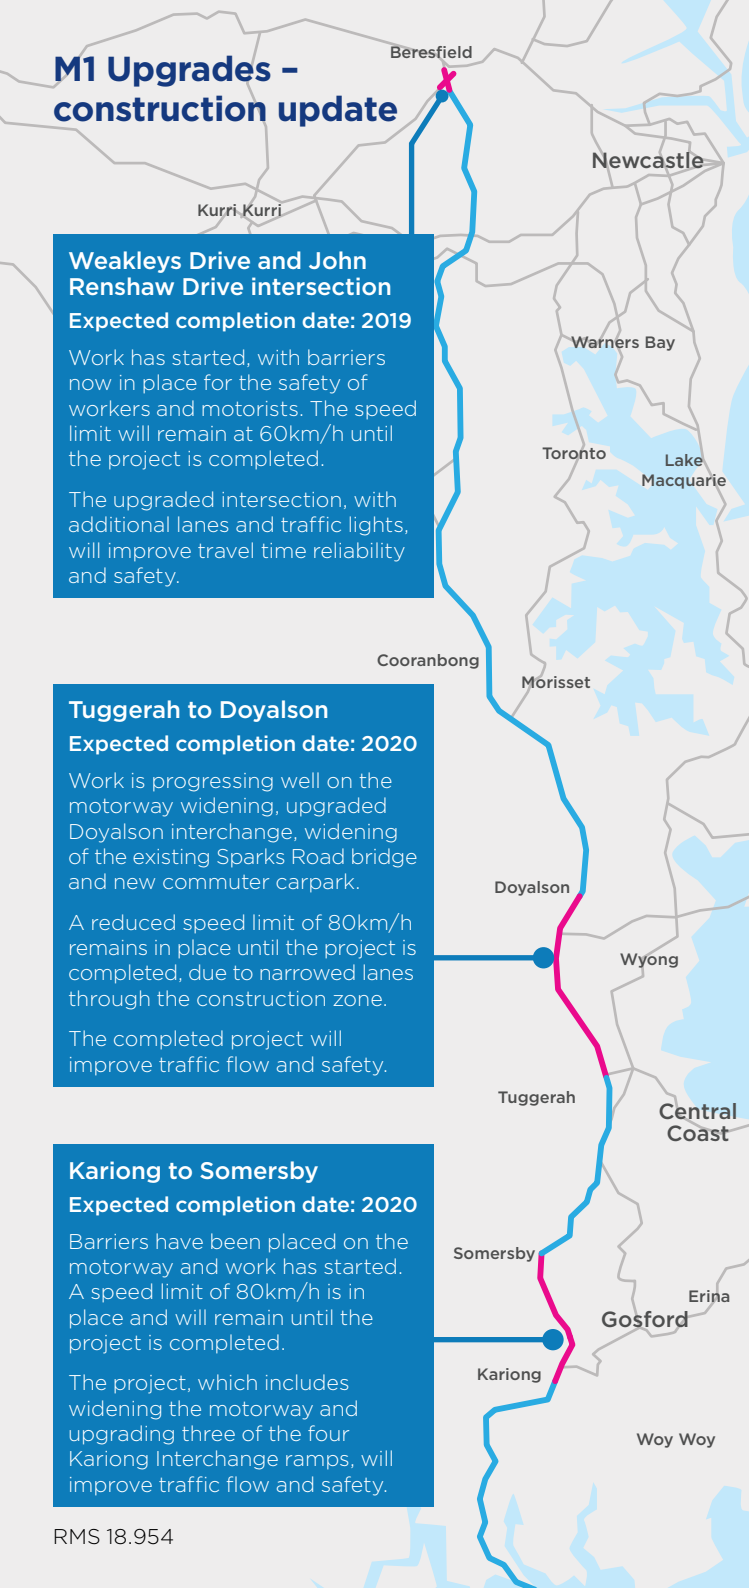 M1 Upgrades –
construction update
Beresfield
Newcastle
Kurri Kurri
Weakleys Drive and John
Renshaw Drive intersection
Expected completion date: 2019
Work has started, with barriers
now in place for the safety of
workers and motorists. The speed
limit will remain at 60km/h until
the project is completed.
The upgraded intersection, with
additional lanes and traffic lights,
will improve travel time reliability
and safety.
Warners Bay
Toronto
Lake
Macquarie
Cooranbong
Morisset
Tuggerah to Doyalson
Expected completion date: 2020
Work is progressing well on the
motorway widening, upgraded
Doyalson interchange, widening
of the existing Sparks Road bridge
and new commuter carpark.
A reduced speed limit of 80km/h
remains in place until the project is
completed, due to narrowed lanes
through the construction zone.
The completed project will
improve traffic flow and safety.
Doyalson
Wyong
Tuggerah
Central
Coast
Kariong to Somersby
Expected completion date: 2020
Barriers have been placed on the
motorway and work has started.
A speed limit of 80km/h is in
place and will remain until the
project is completed.
The project, which includes
widening the motorway and
upgrading three of the four
Kariong Interchange ramps, will
improve traffic flow and safety.
Somersby
Erina
Gosford
Kariong
Woy Woy
RMS 18.954